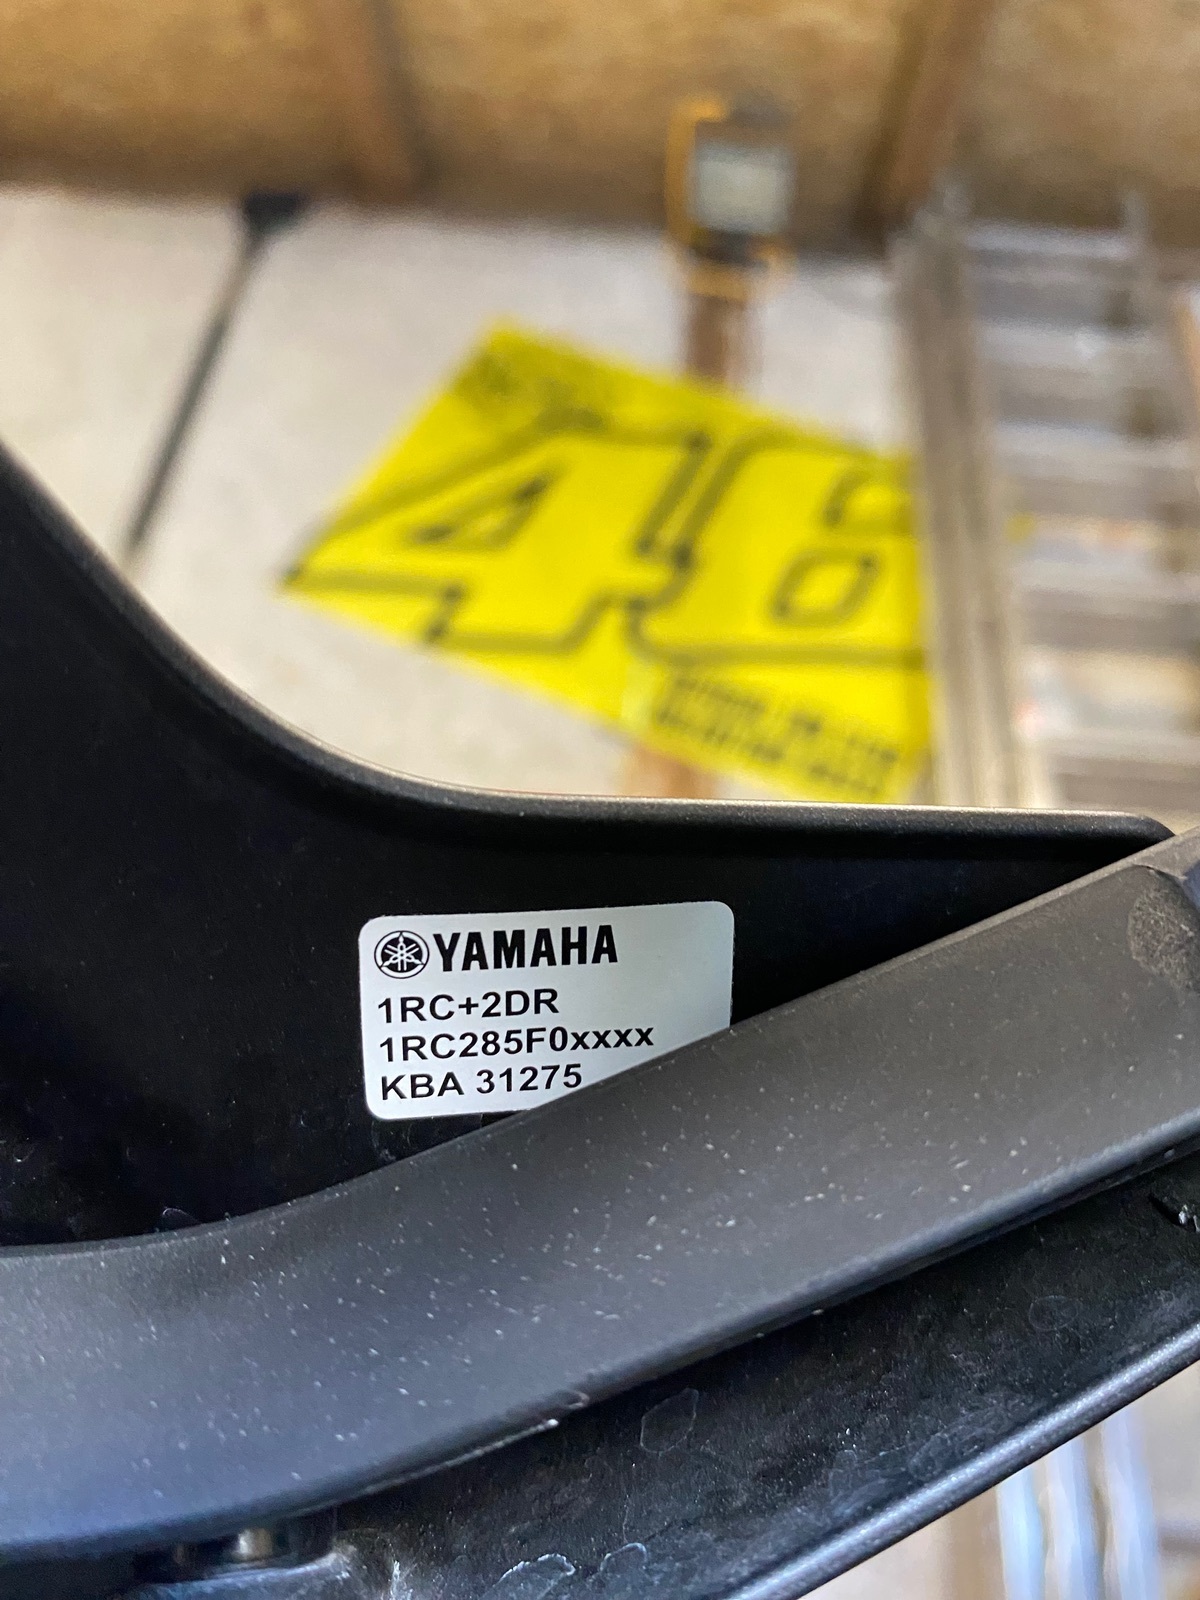 46
YAMAHA
1RC+2DR
1RC285F0xxxx
KBA 31275